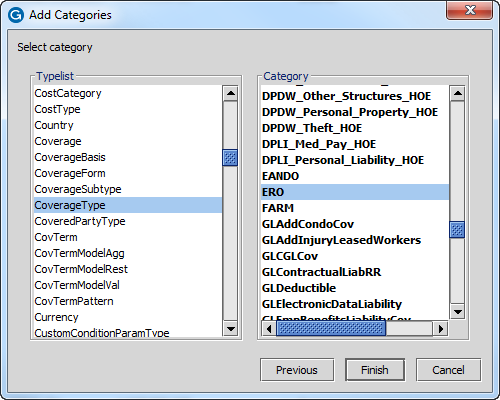 Add Categories
Select category
Typelist
CostCategory
CostType
Country
Coverage
CoverageBasis
CoverageForm
CoverageSubtype
CoverageType
CoveredPartyType
CovTerm
CovTermModelAgg
CovTermModelRest
CovTermModelVal
CovTermPattern
Currency
CustomConditionParamType
Category
DPDW_Other_Structures_HOE
DPDW_Personal_Property_HOE
DPDW_Theft_HOE
DPLI_Med_Pay_HOE
DPLI_Personal_Liability_HOE
EANDO
ERO
FARM
GLAddCondoCov
GLAddInjuryLeasedWorkers
GLCGLCov
GLContractualLiabRR
GLDeductible
GLElectronicDataLiability
GLEmpBenefitsLiabilityCov
Previous
Finish
Cancel